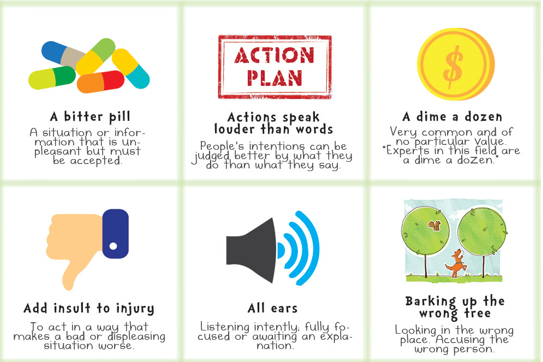 A bitter pill
A situation or infor-
mation that is un-
pleasant but must
be accepted.
ACTION
PLAN
Actions speak
louder than words
People's intentions can be
judged better by what they
do than what they say.
$
A dime a dozen
Very common and of
no particular value.
"Experts in this field are
a dime a dozen."
Add insult to injury
To act in a way that
makes a bad or displeasing
situation worse.
All ears
Listening intently, fully fo-
cused or awaiting an expla-
nation.
Barking up the
wrong tree
Looking in the wrong
place. Accusing the
wrong person.